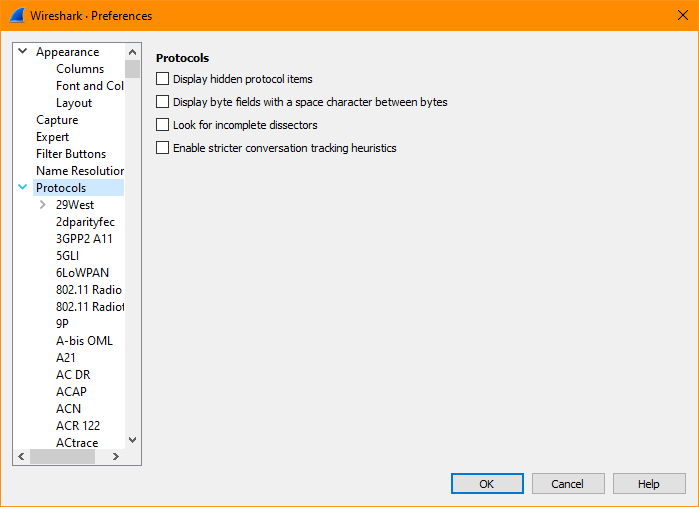 Wireshark · Preferences
Appearance
Columns
Font and Col
Layout
Capture
Expert
Filter Buttons
Name Resolution
Protocols
29West
2dparityfec
3GPP2 A11
5GLI
6LoWPAN
802.11 Radio
802.11 Radiot
9P
A-bis OML
A21
AC DR
ACAP
ACN
ACR 122
ACtrace
Protocols
Display hidden protocol items
Display byte fields with a space character between bytes
Look for incomplete dissectors
Enable stricter conversation tracking heuristics
OK
Cancel
Help